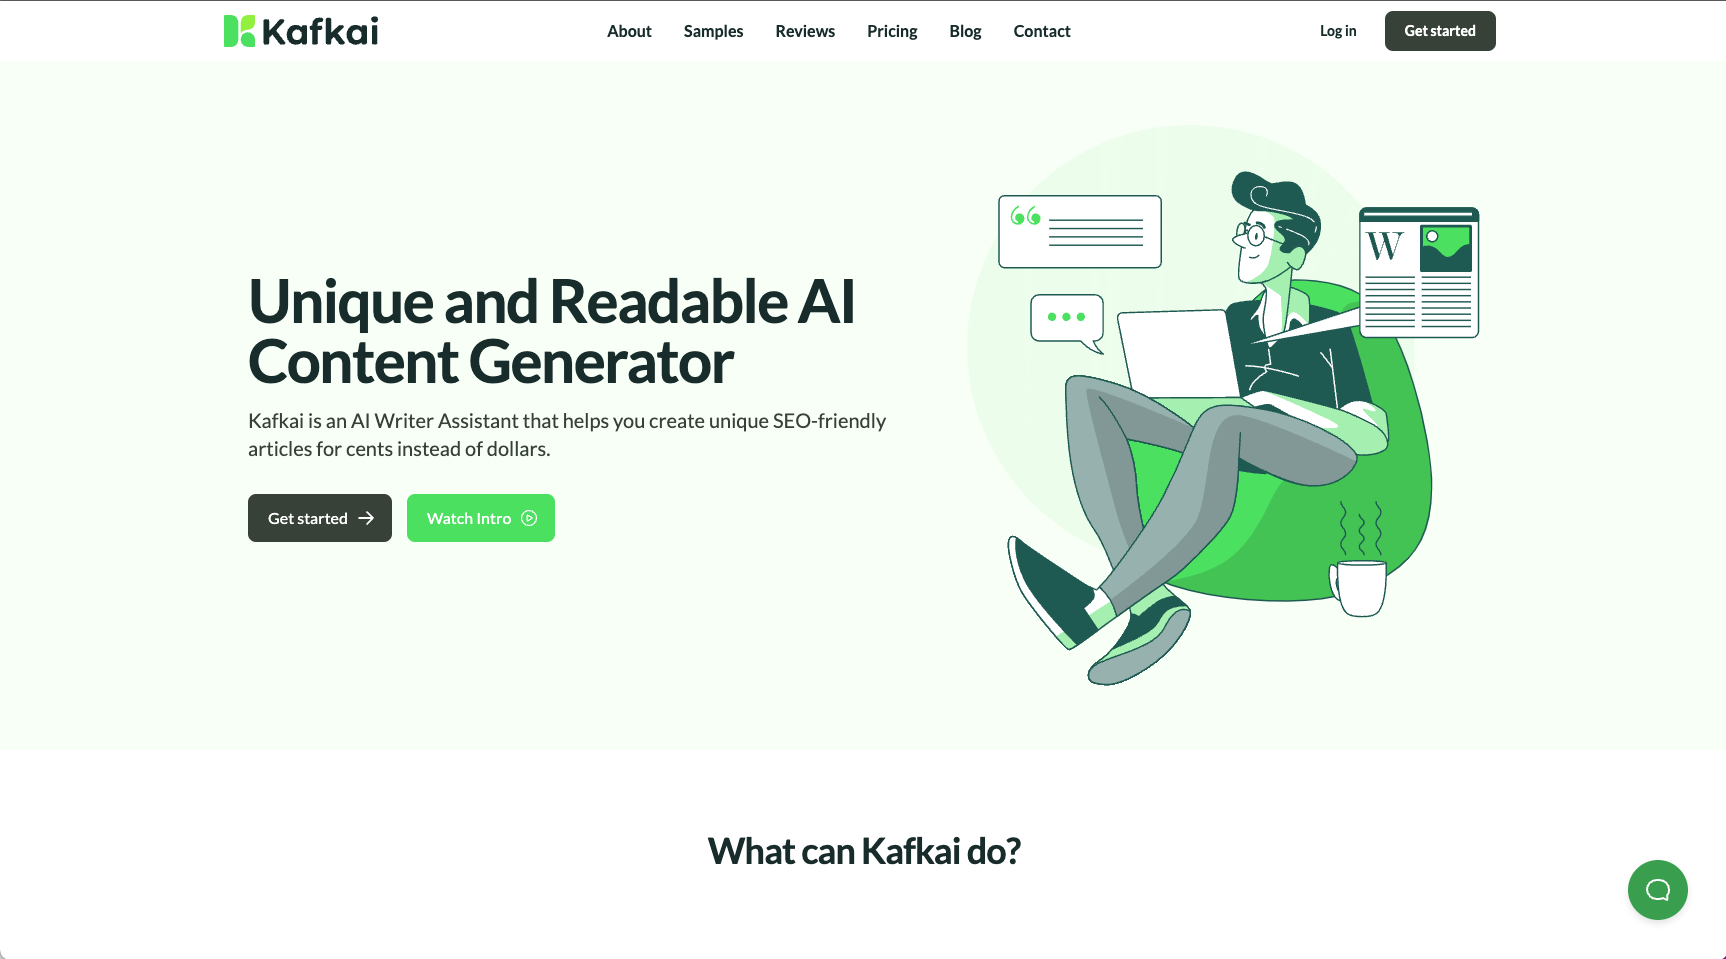 Kafkai
About Samples Reviews Pricing Blog Contact
Log in Get started
Unique and Readable AI
Content Generator
Kafkai is an AI Writer Assistant that helps you create unique SEO-friendly
articles for cents instead of dollars.
Get started Watch Intro
W
What can Kafkai do?